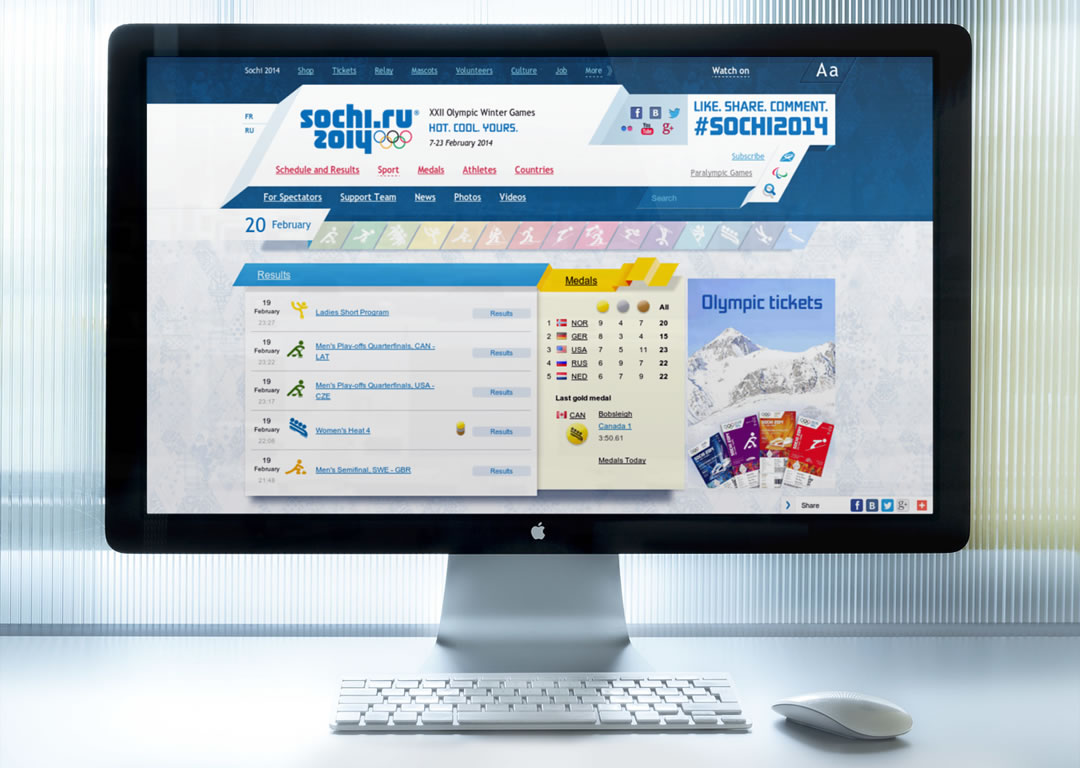 Sochi 2014 Shop Tickets Relay Mascots Volunteers Culture Job More Watch on Aa
FR
RU
sochi.ru
2014
XXII Olympic Winter Games
HOT. COOL. YOURS.
7-23 February 2014
LIKE. SHARE. COMMENT.
#SOCHI2014
You
Tube
Subscribe
Paralympic Games
Schedule and Results Sport Medals Athletes Countries
For Spectators Support Team News Photos Videos Search
20 February
Results
19
February
23:27
Ladies Short Program
Results
19
February
23:22
Men's Play-offs Quarterfinals, CAN -
LAT
Results
19
February
23:17
Men's Play-offs Quarterfinals, USA -
CZE
Results
19
February
22:06
Women's Heat 4
Results
19
February
21:48
Men's Semifinal, SWE - GBR
Results
Medals
All
1 NOR 9 4 7 20
2 GER 8 3 4 15
3 USA 7 5 11 23
4 RUS 6 9 7 22
5 NED 6 7 9 22
Last gold medal
CAN
Bobsleigh
Canada 1
3:50.61
Medals Today
Olympic tickets
Share